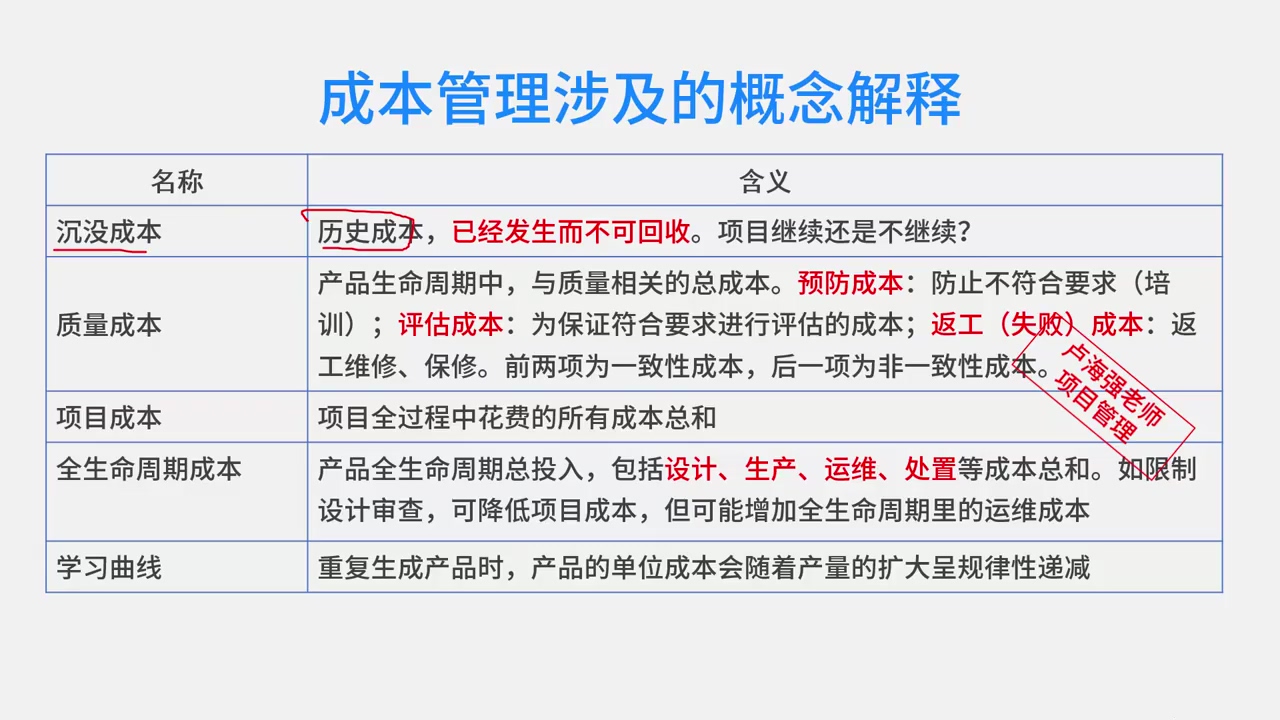 成本管理涉及的概念解释
名称
含义
沉没成本
历史成本，已经发生而不可回收。项目继续还是不继续？
质量成本
产品生命周期中，与质量相关的总成本。预防成本：防止不符合要求（培
训）；评估成本：为保证符合要求进行评估的成本；返工（失败）成本：返
工维修、保修。前两项为一致性成本，后一项为非一致性成本。
项目成本
项目全过程中花费的所有成本总和
全生命周期成本
产品全生命周期总投入，包括设计、生产、运维、处置等成本总和。如限制
设计审查，可降低项目成本，但可能增加全生命周期里的运维成本
学习曲线
重复生成产品时，产品的单位成本会随着产量的扩大呈规律性递减
卢海强老师
项目管理